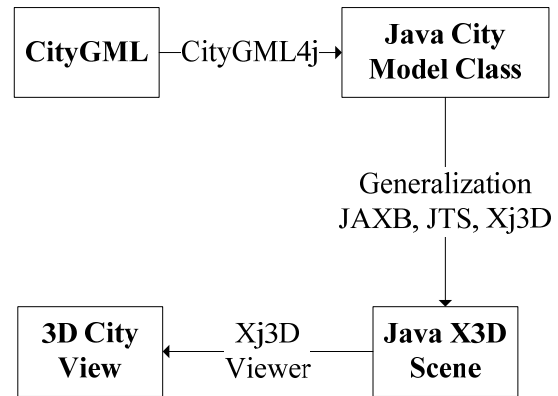 CityGML
CityGML4j
Java City
Model Class
Generalization
JAXB, JTS, Xj3D
3D City
View
Xj3D
Viewer
Java X3D
Scene